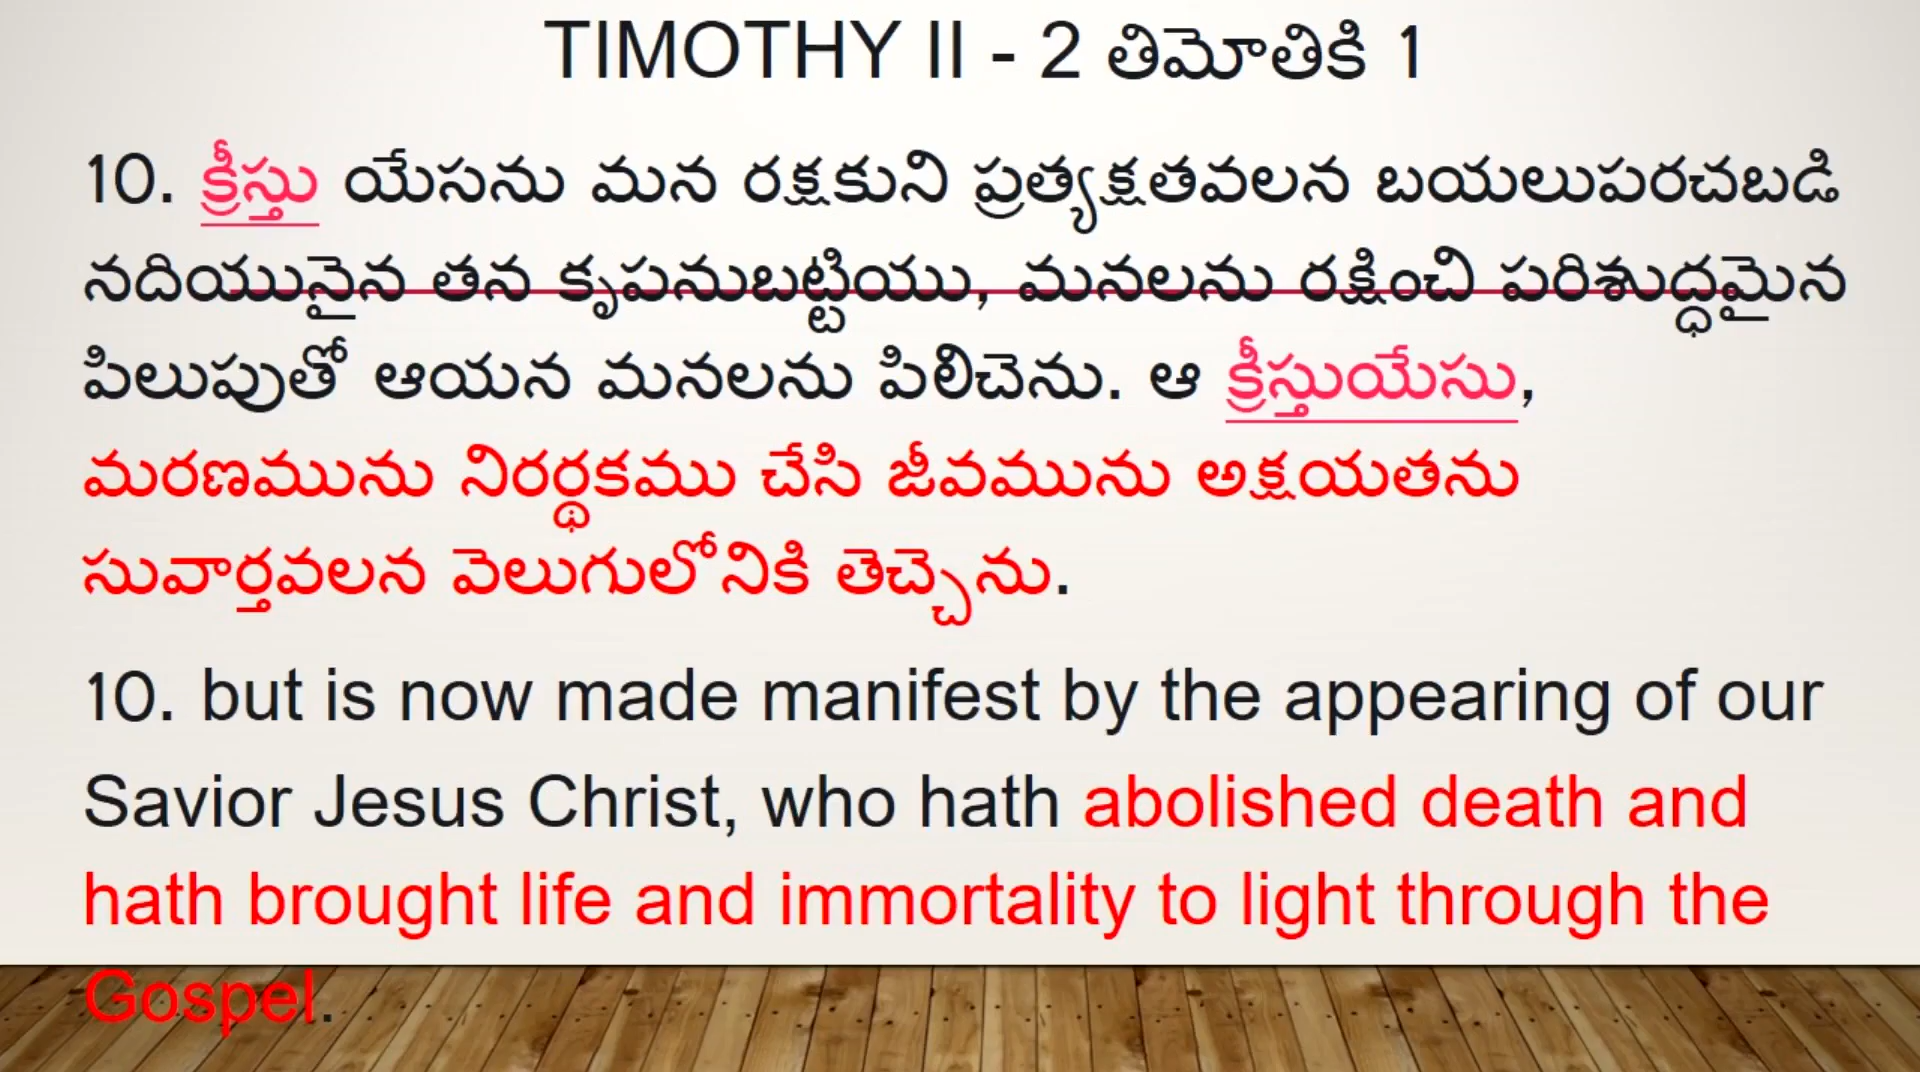 TIMOTHY II - 2 తిమోతికి 1
10. క్రీస్తు యేసను మన రక్షకుని ప్రత్యక్షతవలన బయలుపరచబడి
నదియునైన తన కృపనుబట్టియు, మనలను రక్షించి పరిశుద్ధమైన
పిలుపుతో ఆయన మనలను పిలిచెను. ఆ క్రీస్తుయేసు,
మరణమును నిరర్థకము చేసి జీవమును అక్షయతను
సువార్తవలన వెలుగులోనికి తెచ్చెను.
10. but is now made manifest by the appearing of our
Savior Jesus Christ, who hath abolished death and
hath brought life and immortality to light through the
Gospel.